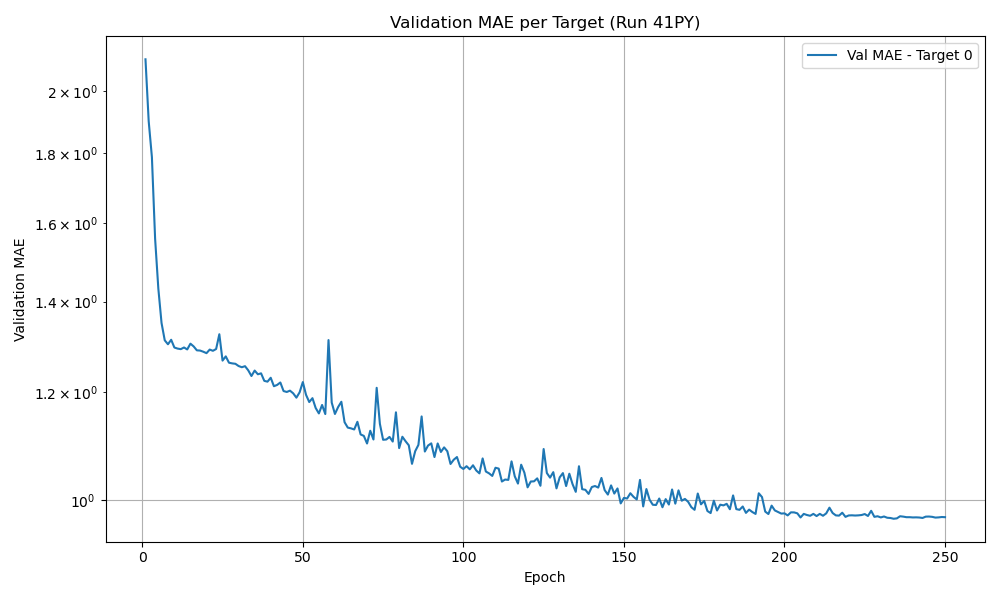 Validation MAE per Target (Run 41PY)
Val MAE - Target 0
Validation MAE
2 × 10⁰
1.8 × 10⁰
1.6 × 10⁰
1.4 × 10⁰
1.2 × 10⁰
10⁰
0 50 100 150 200 250
Epoch